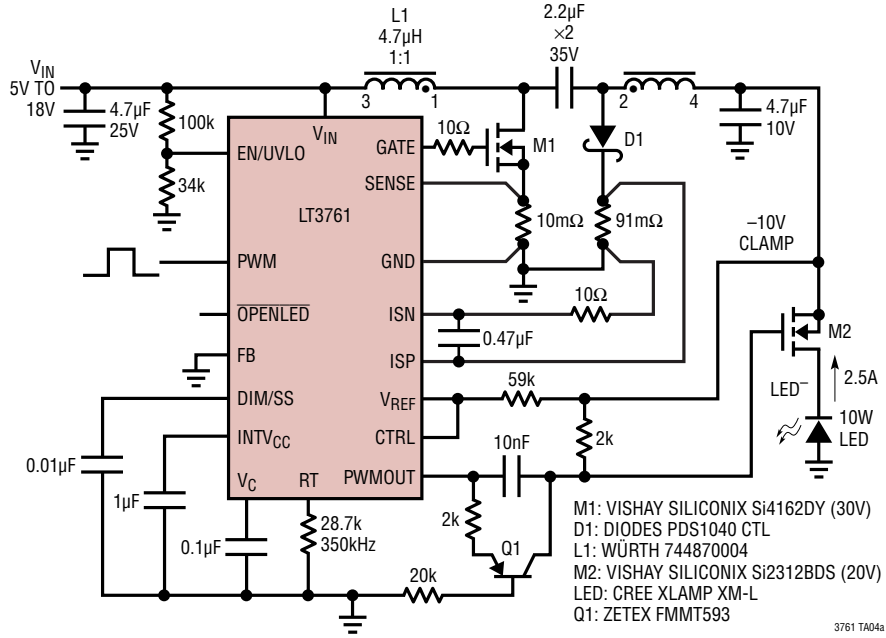 L1
4.7µH
1:1
2.2µF
×2
35V
VIN
5V TO
18V
4.7µF
25V
100k
34k
3
1
2
4
4.7µF
10V
VIN
EN/UVLO
LT3761
PWM
OPENLED
FB
DIM/SS
INTVCC
VC
RT
GATE
SENSE
GND
ISN
ISP
VREF
CTRL
PWMOUT
10Ω
M1
D1
10mΩ
91mΩ
–10V
CLAMP
10Ω
0.47µF
M2
LED–
2.5A
10W
LED
59k
2k
10nF
2k
Q1
20k
0.01µF
1µF
0.1µF
28.7k
350kHz
M1: VISHAY SILICONIX Si4162DY (30V)
D1: DIODES PDS1040 CTL
L1: WÜRTH 744870004
M2: VISHAY SILICONIX Si2312BDS (20V)
LED: CREE XLAMP XM-L
Q1: ZETEX FMMT593
3761 TA04a